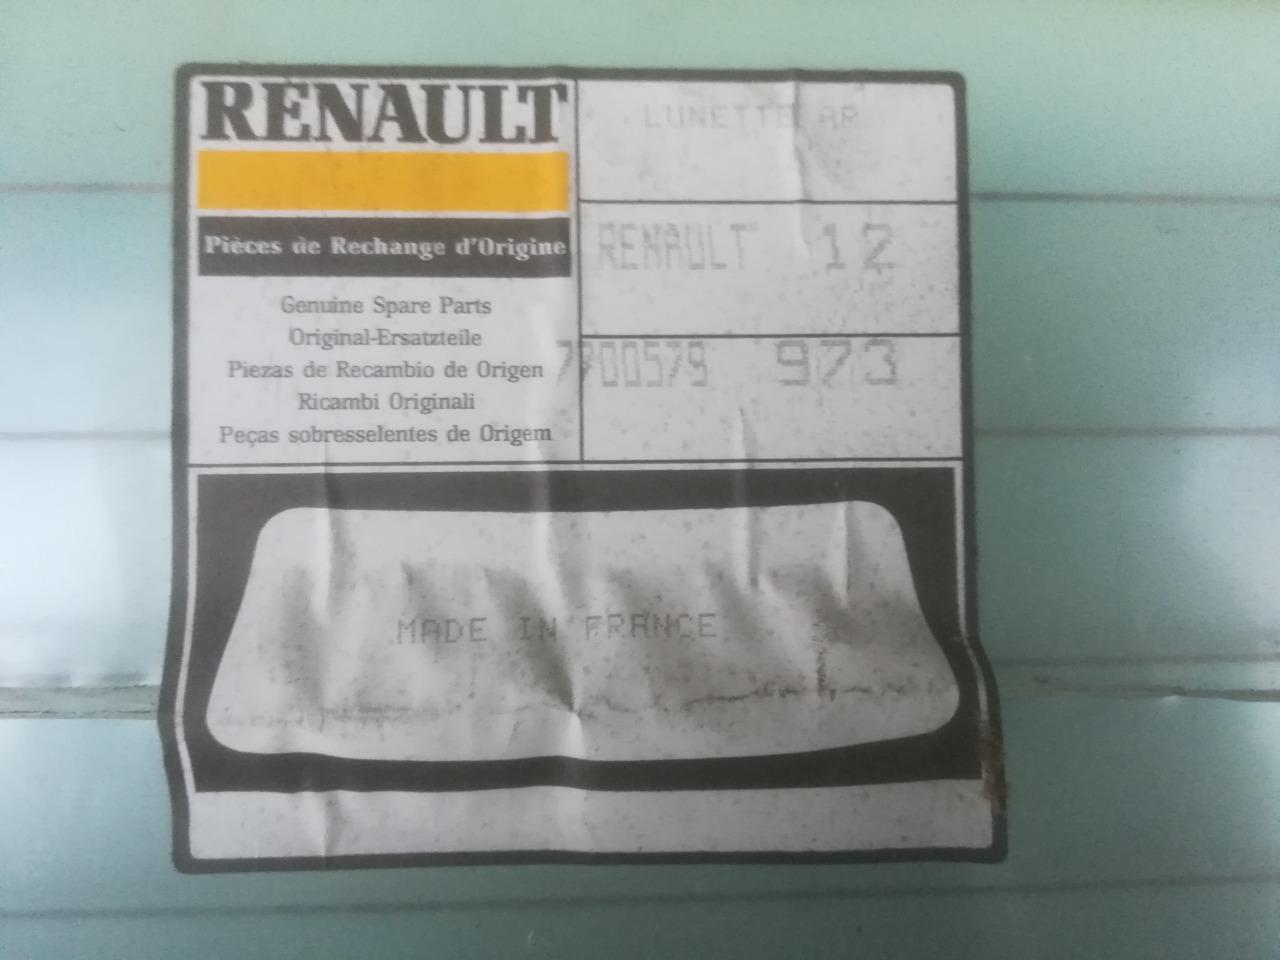 RENAULT
Pièces de Rechange d'Origine
Genuine Spare Parts
Original-Ersatzteile
Piezas de Recambio de Origen
Ricambi Originali
Peças sobresselentes de Origem
LUNETTE AR
RENAULT 12
7700579 973
MADE IN FRANCE